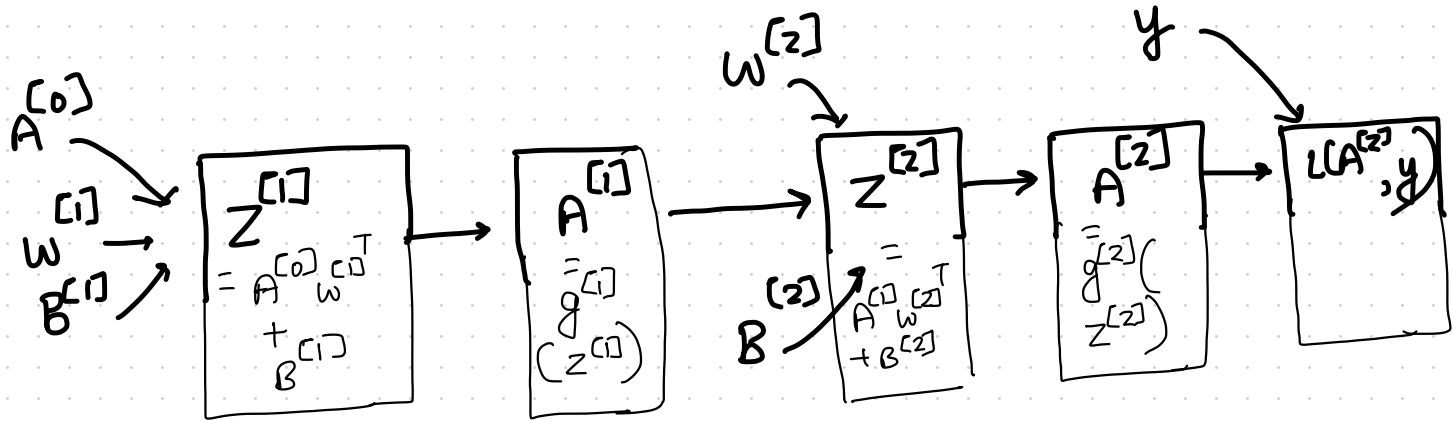 A^[0]
W^[1]
B^[1]
Z^[1]
= A^[0] W^[1]^T
+
B^[1]
A^[1]
=
g^[1]
(Z^[1])
W^[2]
B^[2]
Z^[2]
=
A^[1] W^[2]^T
+ B^[2]
A^[2]
=
g^[2](
Z^[2])
y
L(A^[2]
, y)